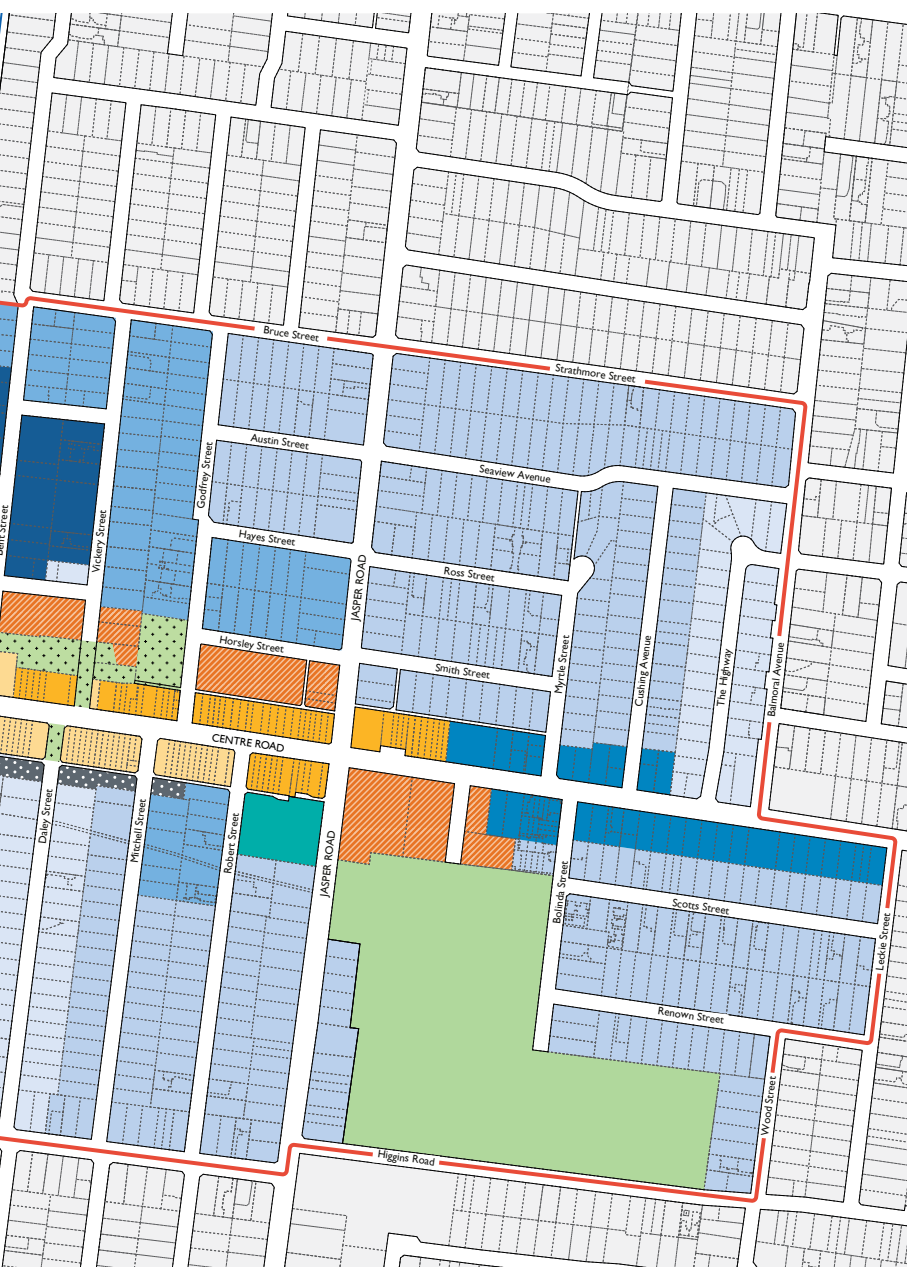 Bruce Street
Strathmore Street
Austin Street
Seaview Avenue
Godfrey Street
Bent Street
Vickery Street
Hayes Street
JASPER ROAD
Ross Street
Horsley Street
Smith Street
Myrtle Street
Cushing Avenue
The Highway
Balmoral Avenue
CENTRE ROAD
Daley Street
Mitchell Street
Robert Street
JASPER ROAD
Bolinda Street
Scotts Street
Leckie Street
Renown Street
Wood Street
Higgins Road